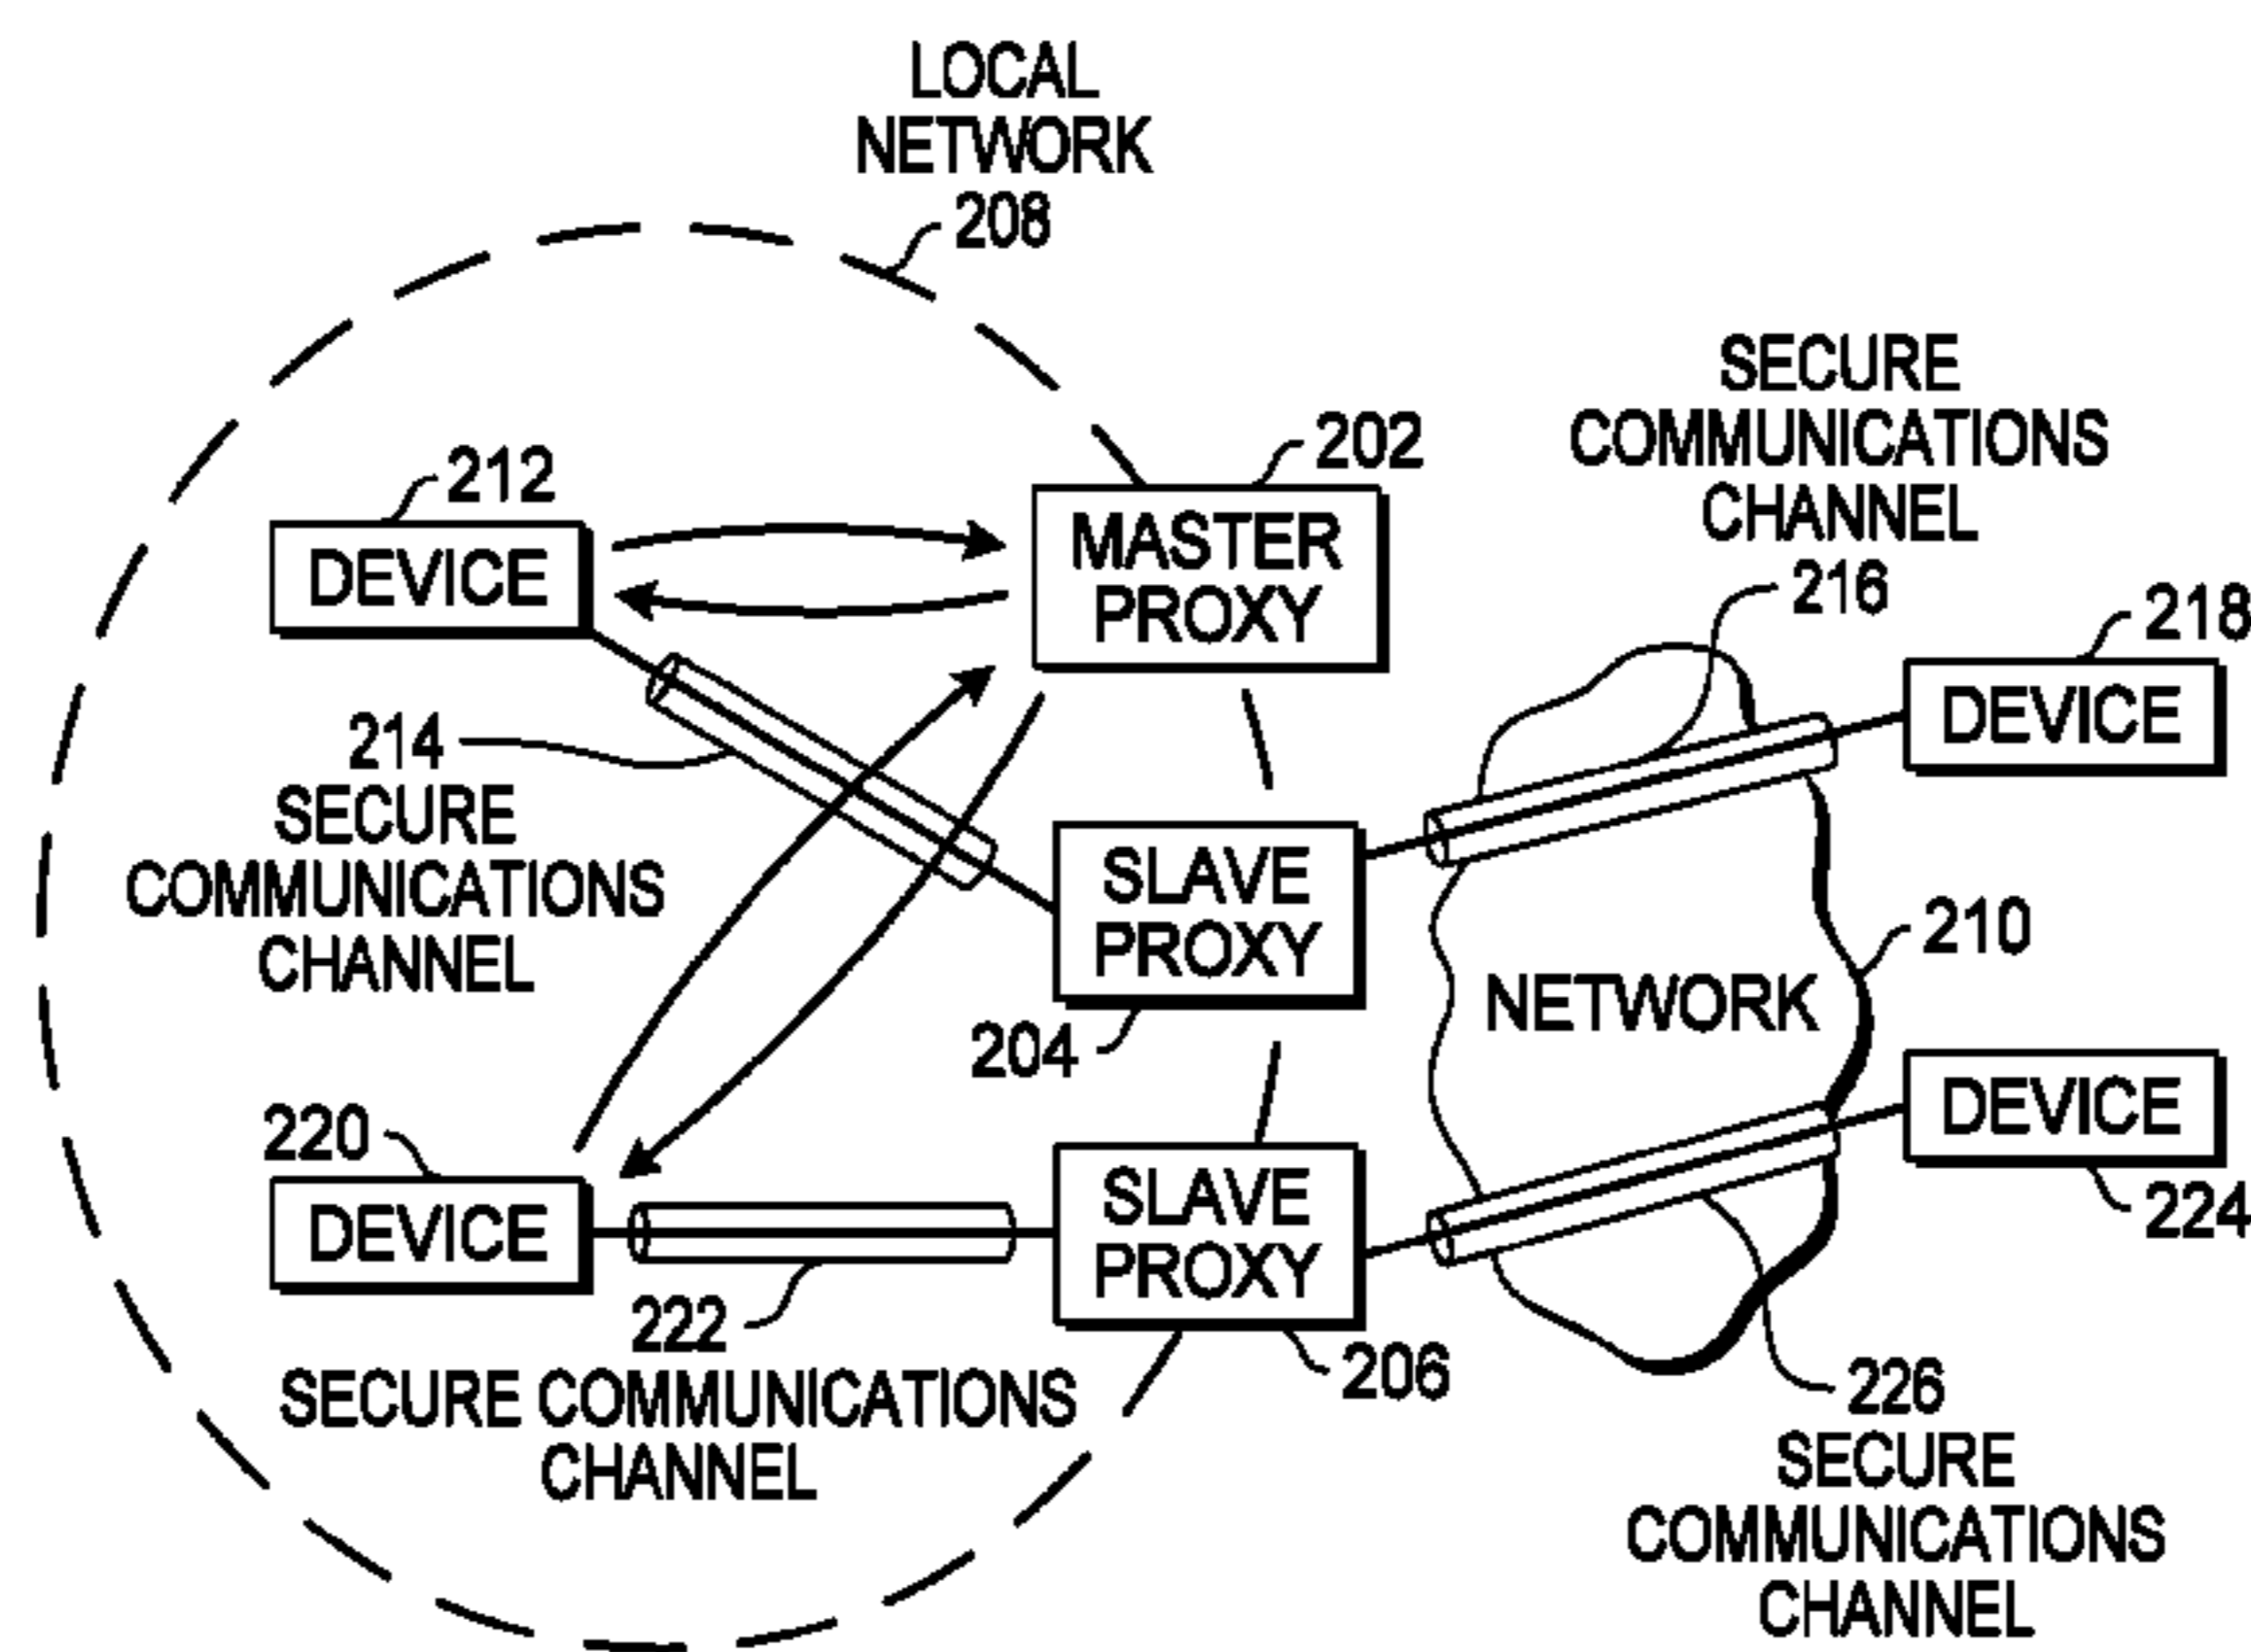 LOCAL
NETWORK
208
202
SECURE
COMMUNICATIONS
CHANNEL
216
212
DEVICE
MASTER
PROXY
218
DEVICE
214
SECURE
COMMUNICATIONS
CHANNEL
SLAVE
PROXY
204
NETWORK
210
220
DEVICE
SLAVE
PROXY
206
DEVICE
224
222
SECURE COMMUNICATIONS
CHANNEL
226
SECURE
COMMUNICATIONS
CHANNEL